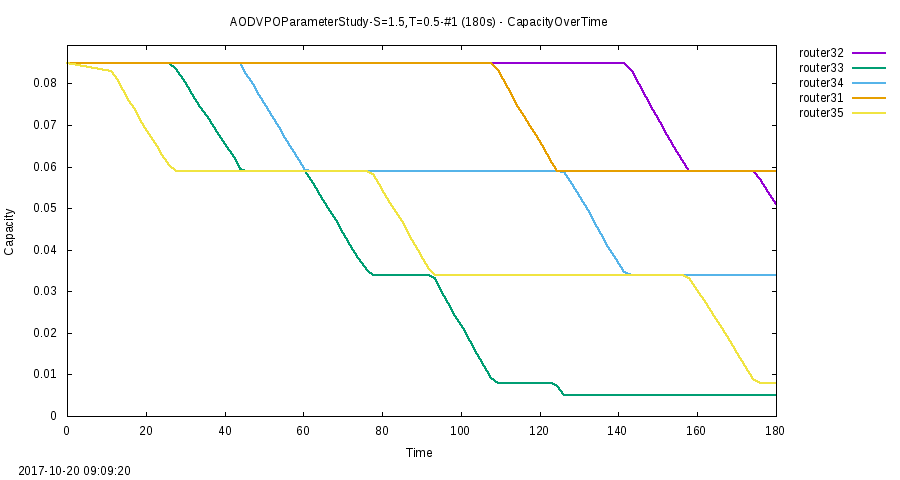 AODVPOParameterStudy-S=1.5,T=0.5-#1 (180s) - CapacityOverTime
router32
router33
router34
router31
router35
0.08
0.07
0.06
0.05
0.04
0.03
0.02
0.01
0
Capacity
0 20 40 60 80 100 120 140 160 180
Time
2017-10-20 09:09:20